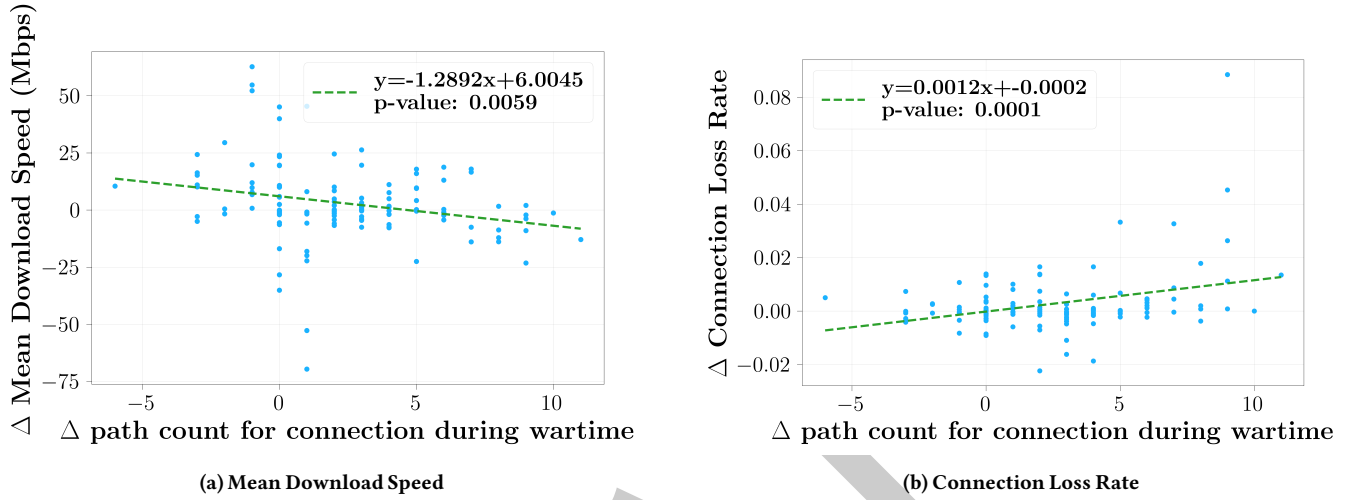 Δ Mean Download Speed (Mbps)
50
25
0
−25
−50
−75
y=-1.2892x+6.0045
p-value: 0.0059
−5
0
5
10
Δ path count for connection during wartime
(a) Mean Download Speed
Δ Connection Loss Rate
0.08
0.06
0.04
0.02
0.00
−0.02
y=0.0012x+-0.0002
p-value: 0.0001
−5
0
5
10
Δ path count for connection during wartime
(b) Connection Loss Rate